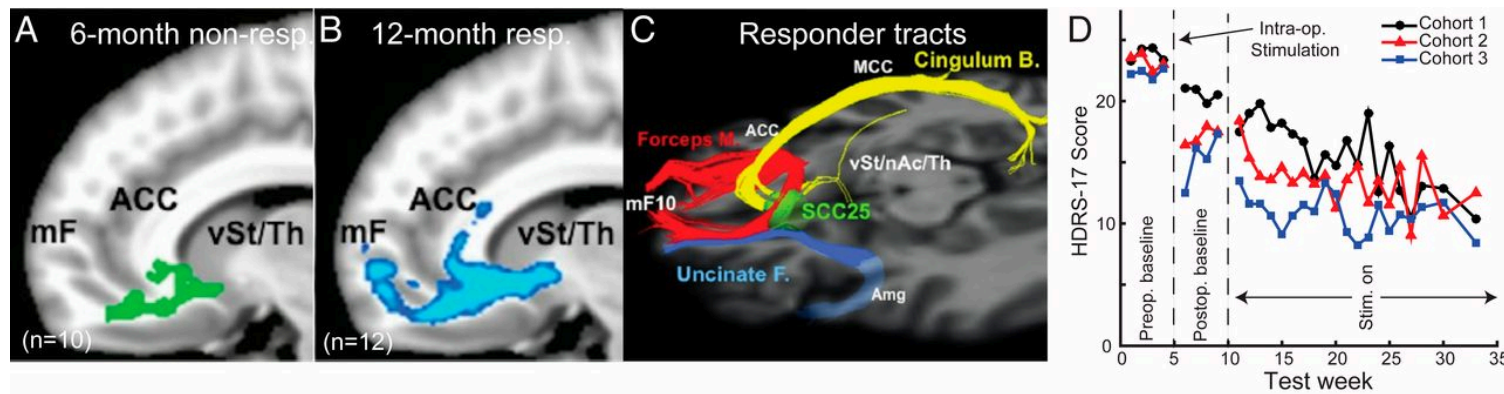 A
6-month non-resp.
ACC
mF
vSt/Th
(n=10)
B
12-month resp.
ACC
mF
vSt/Th
(n=12)
C
Responder tracts
Cingulum B.
MCC
ACC
Forceps M.
vSt/nAc/Th
mF10
SCC25
Uncinate F.
Amg
D
Intra-op.
Stimulation
Cohort 1
Cohort 2
Cohort 3
HDRS-17 Score
20
10
0
Preop. baseline
Postop. baseline
Stim. on
0 5 10 15 20 25 30 35
Test week